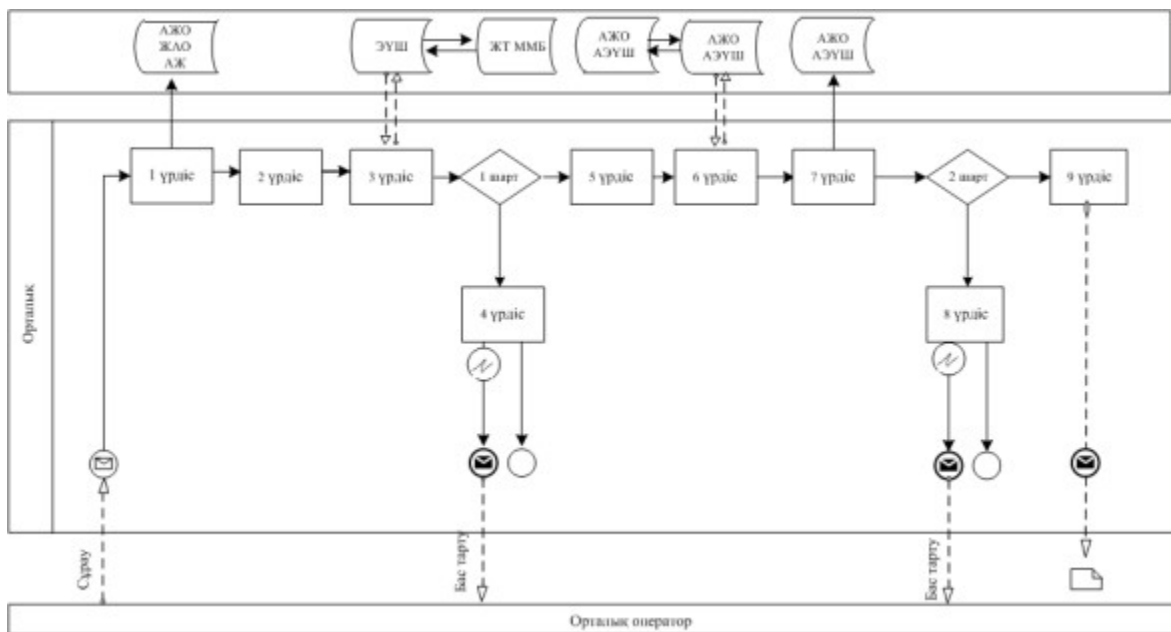 АЖО
ЖЛО
АЖ
ЭҮШ
ЖТ ММБ
АЖО
АЭҮШ
АЖО
АЭҮШ
АЖО
АЭҮШ
1 үрдіс
2 үрдіс
3 үрдіс
1 шарт
5 үрдіс
6 үрдіс
7 үрдіс
2 шарт
9 үрдіс
4 үрдіс
8 үрдіс
Орталық
Сұрау
Бас тарту
Бас тарту
Орталық оператор